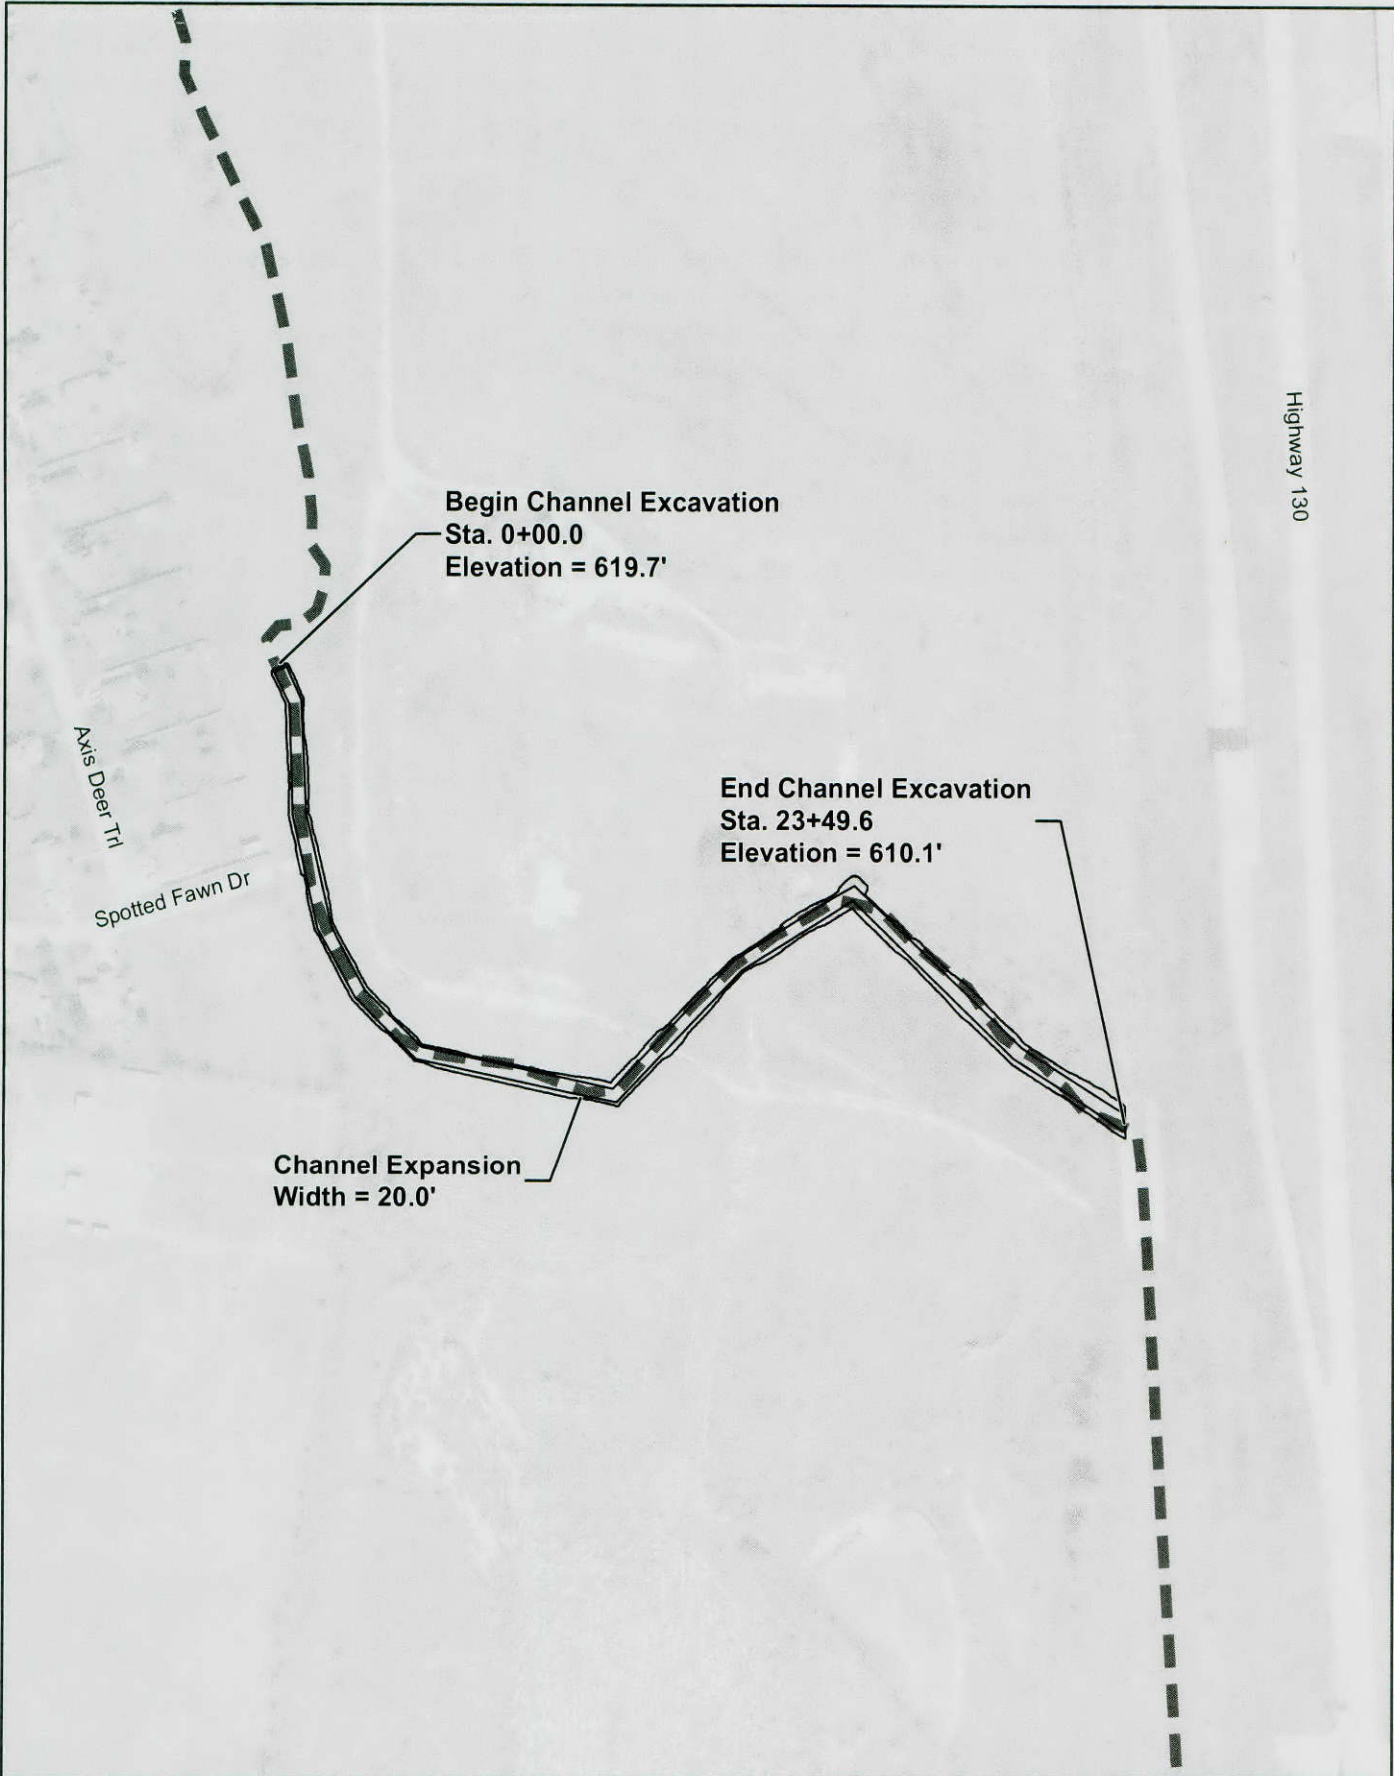 Highway 130
Begin Channel Excavation
Sta. 0+00.0
Elevation = 619.7'
Axis Deer Trl
End Channel Excavation
Sta. 23+49.6
Elevation = 610.1'
Spotted Fawn Dr
Channel Expansion
Width = 20.0'